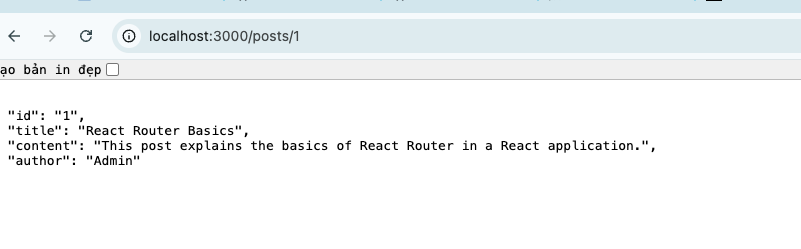 localhost:3000/posts/1
ạo bản in đẹp
"id": "1",
"title": "React Router Basics",
"content": "This post explains the basics of React Router in a React application.",
"author": "Admin"